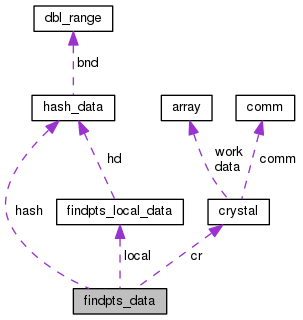 dbl_range
bnd
hash_data
array
comm
work
data
comm
hd
hash
findpts_local_data
crystal
local
cr
findpts_data